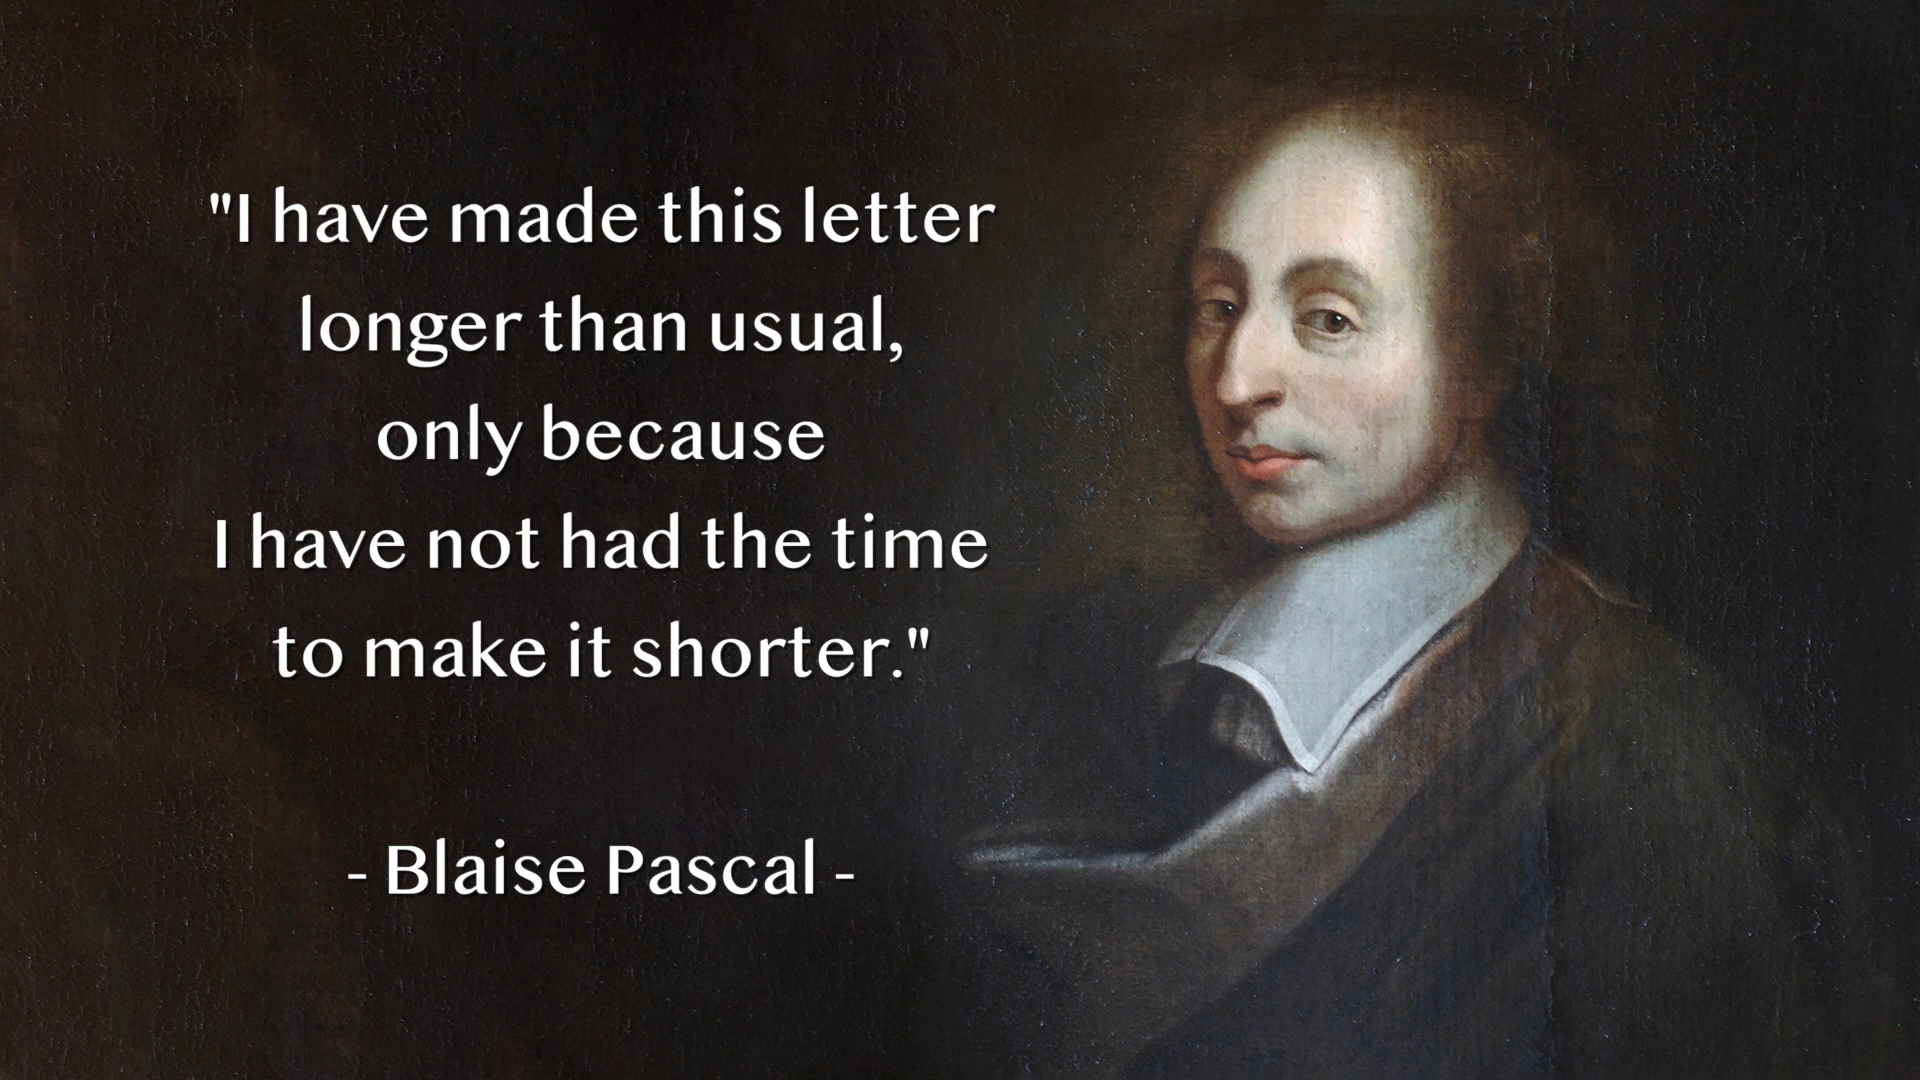 "I have made this letter
longer than usual,
only because
I have not had the time
to make it shorter."
- Blaise Pascal -